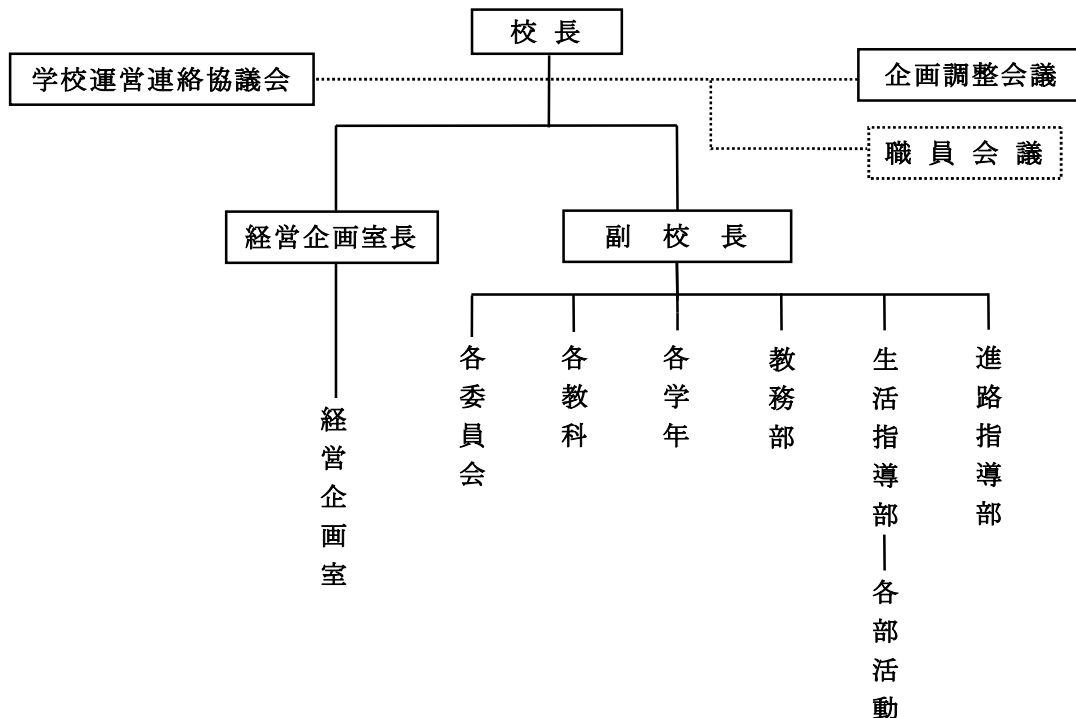 校長
学校運営連絡協議会
企画調整会議
職員会議
経営企画室長
副校長
各委員会
各教科
各学年
教務部
生活指導部
進路指導部
経営企画室
各部活動